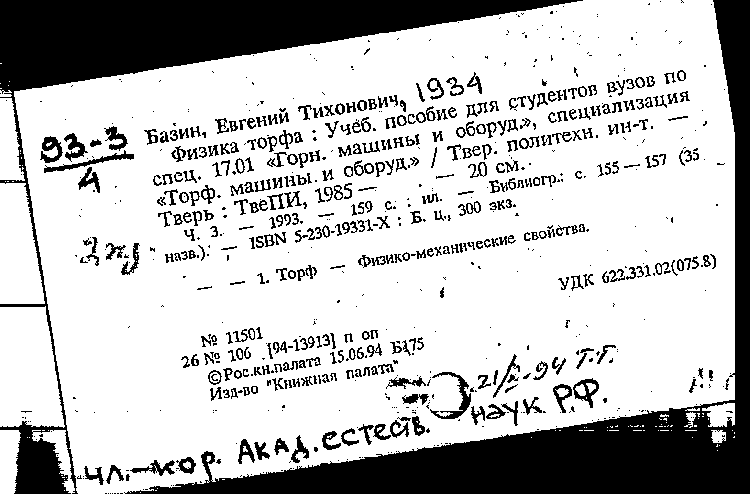 93-3
4
2 экз
Базин, Евгений Тихонович, 1934
Физика торфа : Учеб. пособие для студентов вузов по
спец. 17.01 «Горн. машины и оборуд.», специализация
«Торф. машины и оборуд.» / Твер. политехн. ин-т. —
Тверь : ТвеПИ, 1985 — — 20 см.
Ч. 3. — 1993. — 159 с. : ил. — Библиогр.: с. 155 — 157 (35
назв.). — ISBN 5-230-19331-X : Б. ц., 300 экз.
— — 1. Торф — Физико-механические свойства.
УДК 622.331.02(075.8)
№ 11501
26 № 106 [94-13913] п оп
©Рос.кн.палата 15.06.94 Б175
Изд-во "Книжная палата"
94 Т.Г.
чл.-кор. Акад. естеств. наук Р.Ф.